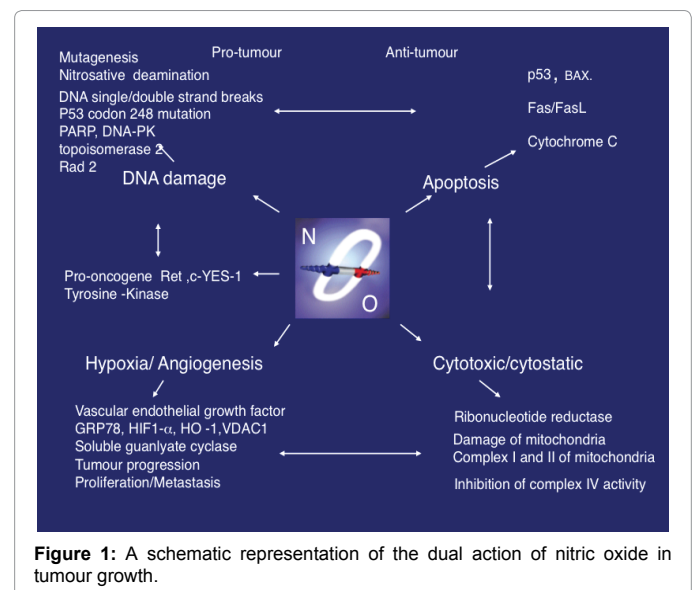 Pro-tumour
Anti-tumour
Mutagenesis
Nitrosative deamination
DNA single/double strand breaks
P53 codon 248 mutation
PARP, DNA-PK
topoisomerase 2
Rad 2
DNA damage
p53, BAX.
Fas/FasL
Cytochrome C
Apoptosis
N
O
Pro-oncogene Ret ,c-YES-1
Tyrosine -Kinase
Hypoxia/ Angiogenesis
Vascular endothelial growth factor
GRP78, HIF1-α, HO -1,VDAC1
Soluble guanlyate cyclase
Tumour progression
Proliferation/Metastasis
Cytotoxic/cytostatic
Ribonucleotide reductase
Damage of mitochondria
Complex I and II of mitochondria
Inhibition of complex IV activity
Figure 1: A schematic representation of the dual action of nitric oxide in
tumour growth.